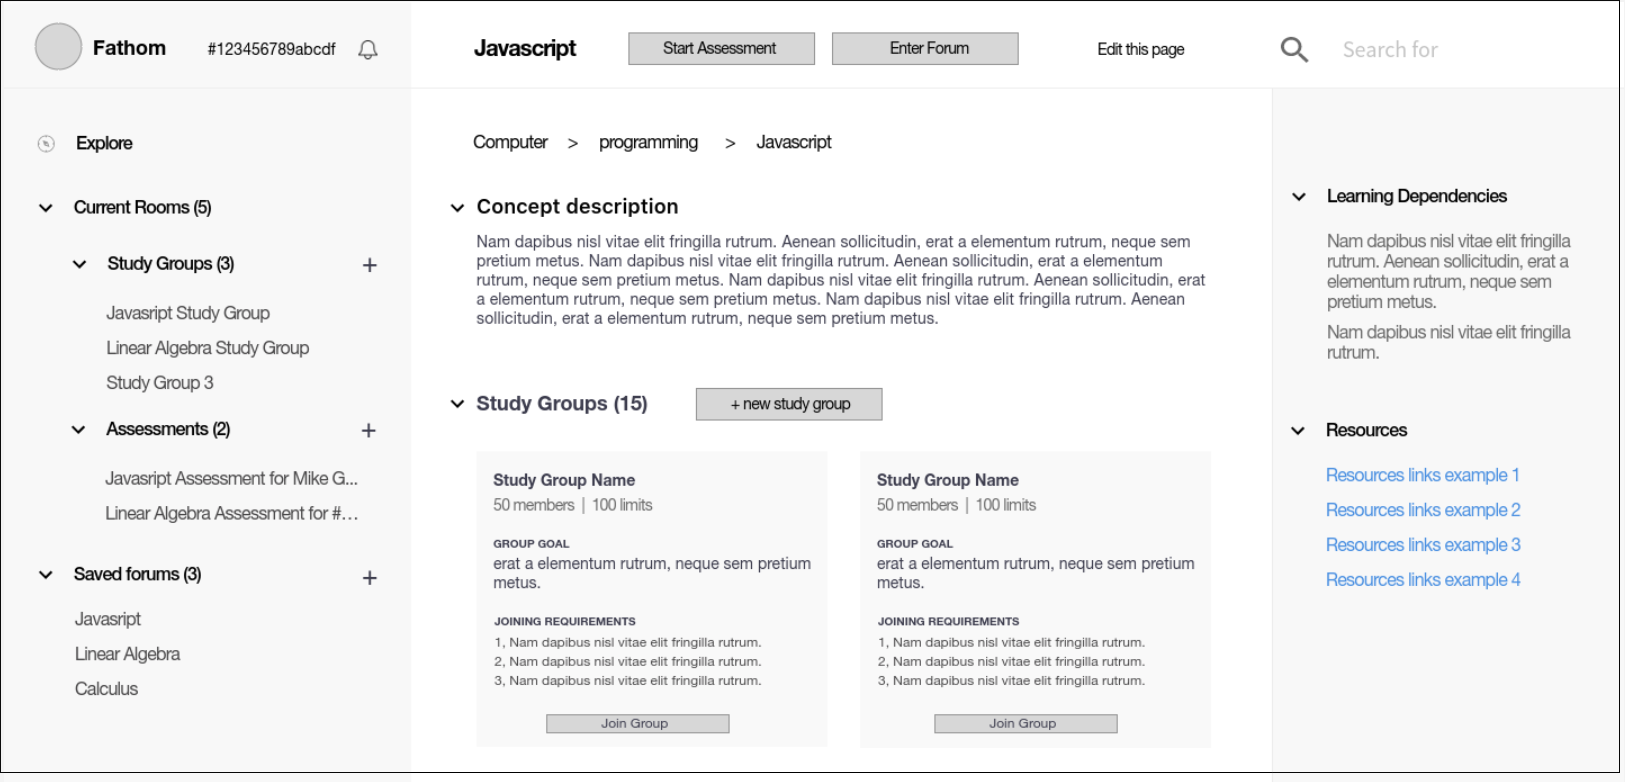 Fathom #123456789abcdf
Javascript
Start Assessment
Enter Forum
Edit this page
Search for
Explore
Current Rooms (5)
Study Groups (3) +
Javasript Study Group
Linear Algebra Study Group
Study Group 3
Assessments (2) +
Javasript Assessment for Mike G...
Linear Algebra Assessment for #...
Saved forums (3) +
Javasript
Linear Algebra
Calculus
Computer > programming > Javascript
Concept description
Nam dapibus nisl vitae elit fringilla rutrum. Aenean sollicitudin, erat a elementum rutrum, neque sem
pretium metus. Nam dapibus nisl vitae elit fringilla rutrum. Aenean sollicitudin, erat a elementum
rutrum, neque sem pretium metus. Nam dapibus nisl vitae elit fringilla rutrum. Aenean sollicitudin, erat
a elementum rutrum, neque sem pretium metus. Nam dapibus nisl vitae elit fringilla rutrum. Aenean
sollicitudin, erat a elementum rutrum, neque sem pretium metus.
Study Groups (15)
+ new study group
Study Group Name
50 members | 100 limits
GROUP GOAL
erat a elementum rutrum, neque sem pretium
metus.
JOINING REQUIREMENTS
1, Nam dapibus nisl vitae elit fringilla rutrum.
2, Nam dapibus nisl vitae elit fringilla rutrum.
3, Nam dapibus nisl vitae elit fringilla rutrum.
Join Group
Study Group Name
50 members | 100 limits
GROUP GOAL
erat a elementum rutrum, neque sem pretium
metus.
JOINING REQUIREMENTS
1, Nam dapibus nisl vitae elit fringilla rutrum.
2, Nam dapibus nisl vitae elit fringilla rutrum.
3, Nam dapibus nisl vitae elit fringilla rutrum.
Join Group
Learning Dependencies
Nam dapibus nisl vitae elit fringilla
rutrum. Aenean sollicitudin, erat a
elementum rutrum, neque sem
pretium metus.
Nam dapibus nisl vitae elit fringilla
rutrum.
Resources
Resources links example 1
Resources links example 2
Resources links example 3
Resources links example 4